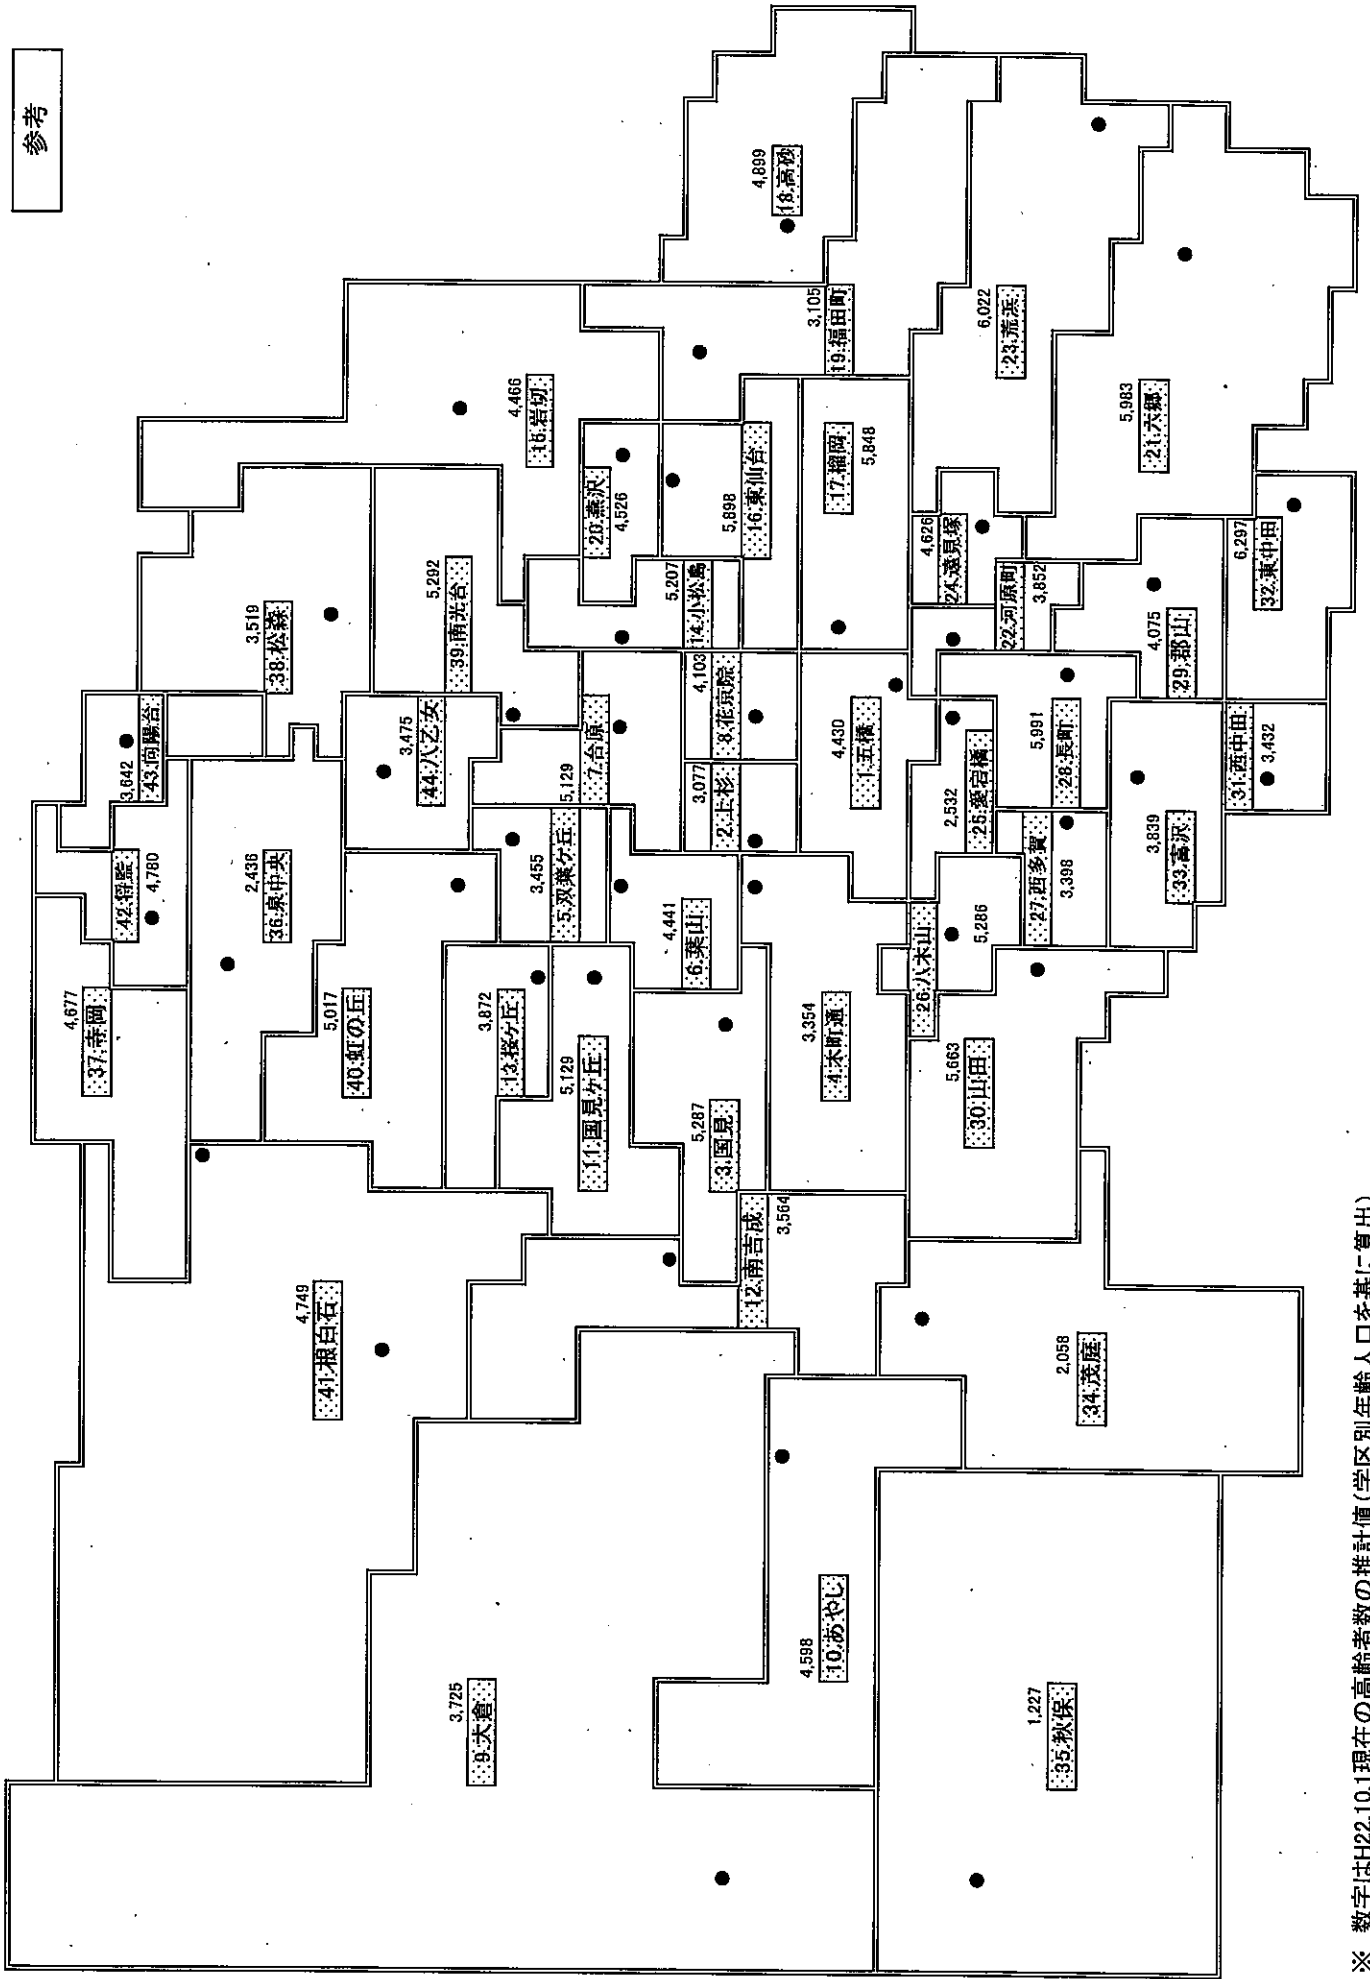 参考
3,642
43.向陽台
42.将監
4,780
4,677
37.寺岡
3,519
38.松森
2,436
36.泉中央
4,749
41.根白石
5,017
40.虹の丘
3,475
44.八乙女
5,292
39.南光台
4,466
15.岩切
3,725
9.大倉
3,872
13.桜ケ丘
3,455
5.双葉ケ丘
5,129
7.台原
20.燕沢
4,526
5,129
11.国見ケ丘
4,441
6.葉山
5,207
14.小松島
5,287
3.国見
3,077
2.上杉
4,103
8.花京院
5,898
16.東仙台
4,899
18.高砂
12.南吉成
3,564
4,598
10.あやし
3,354
4.木町通
4,430
1.五橋
17.榴岡
5,848
3,105
19.福田町
26.八木山
5,286
2,532
25.愛宕橋
4,626
24.遠見塚
6,022
23.荒浜
5,663
30.山田
22.河原町
3,852
27.西多賀
3,398
5,991
28.長町
1,227
35.秋保
2,058
34.茂庭
3,839
33.富沢
4,075
29.郡山
5,983
21.六郷
31.西中田
3,432
6,297
32.東中田
※ 数字はH22.10.1現在の高齢者数の推計値(学区別年齢人口を基に算出)